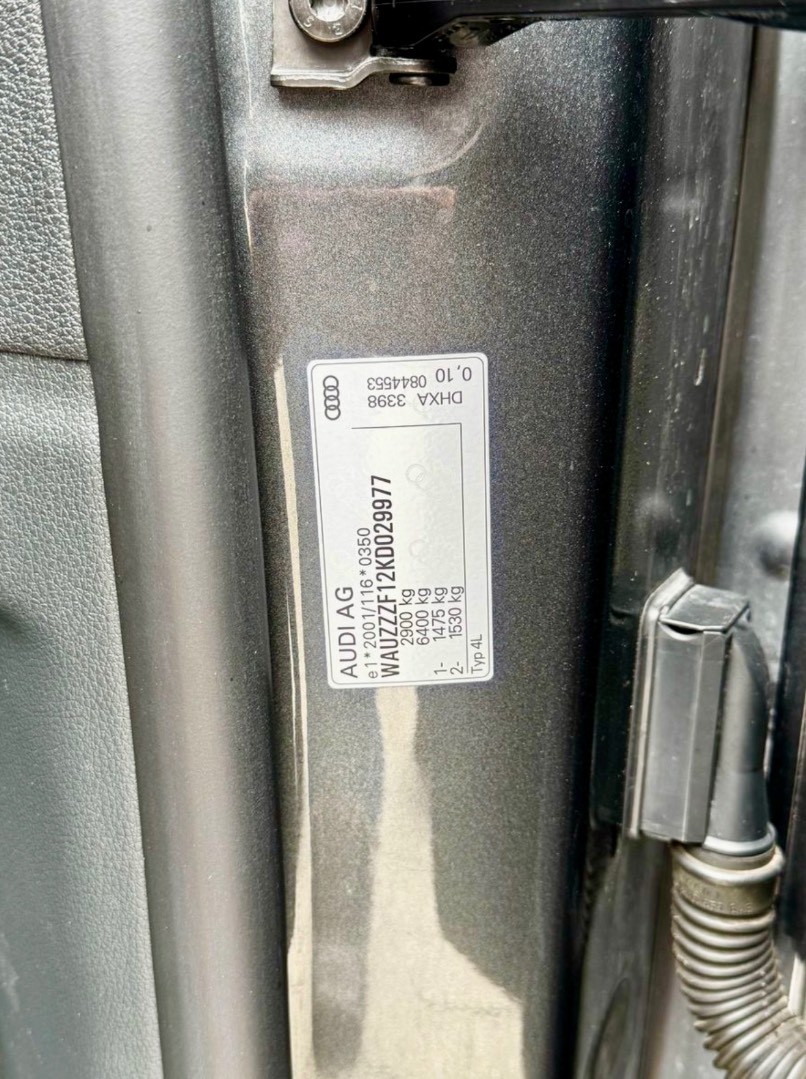 AUDI AG
e1*2001/116*0350
WAUZZZF12KD029977
2900 kg
6400 kg
1- 1475 kg
2- 1530 kg
Typ 4L
DHXA 3398
0,10 0844553